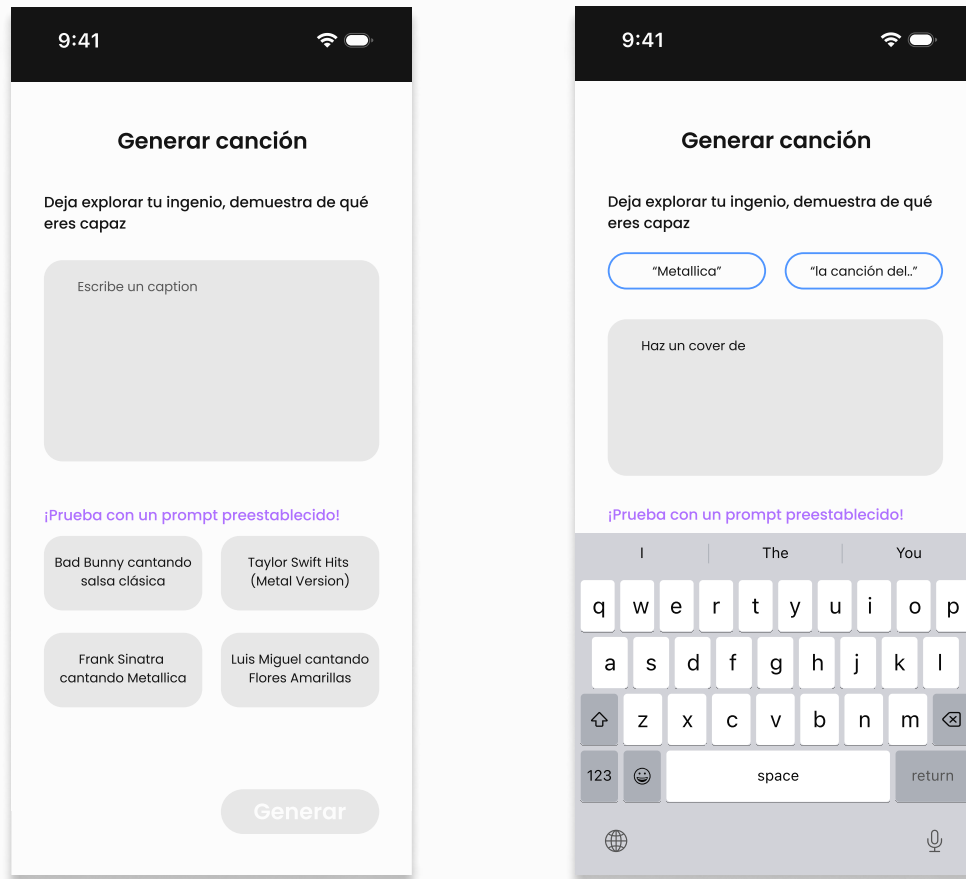 9:41
Generar canción
Deja explorar tu ingenio, demuestra de qué
eres capaz
Escribe un caption
¡Prueba con un prompt preestablecido!
Bad Bunny cantando
salsa clásica
Taylor Swift Hits
(Metal Version)
Frank Sinatra
cantando Metallica
Luis Miguel cantando
Flores Amarillas
Generar
9:41
Generar canción
Deja explorar tu ingenio, demuestra de qué
eres capaz
“Metallica”
“la canción del..”
Haz un cover de
¡Prueba con un prompt preestablecido!
I The You
q w e r t y u i o p
a s d f g h j k l
z x c v b n m
123 space return